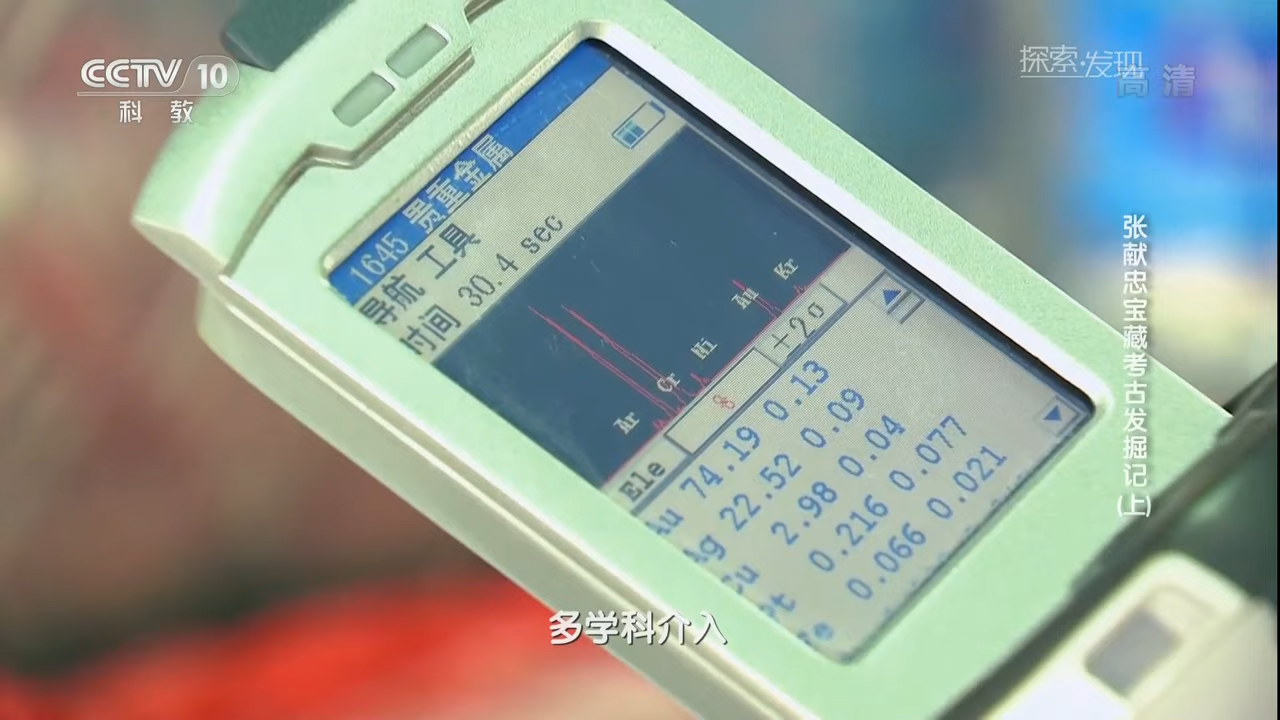 CCTV 10
科教
探索·发现
高清
1645 贵重金属
导航 工具
时间 30.4 sec
Ar Cr Ni Au Kr
Ele % ±2σ
Au 74.19 0.13
Ag 22.52 0.09
Cu 2.98 0.04
Pt 0.216 0.077
Fe 0.066 0.021
张献忠宝藏考古发掘记(上)
多学科介入